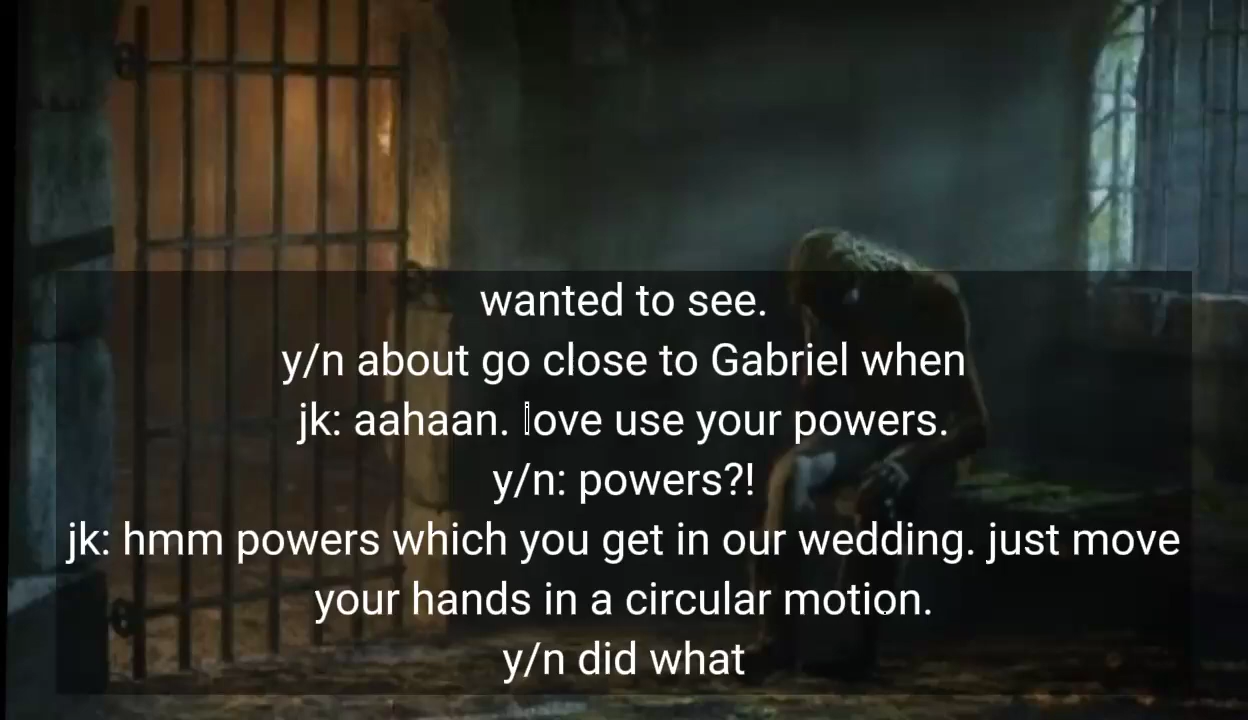 wanted to see.
y/n about go close to Gabriel when
jk: aahaan. love use your powers.
y/n: powers?!
jk: hmm powers which you get in our wedding. just move
your hands in a circular motion.
y/n did what